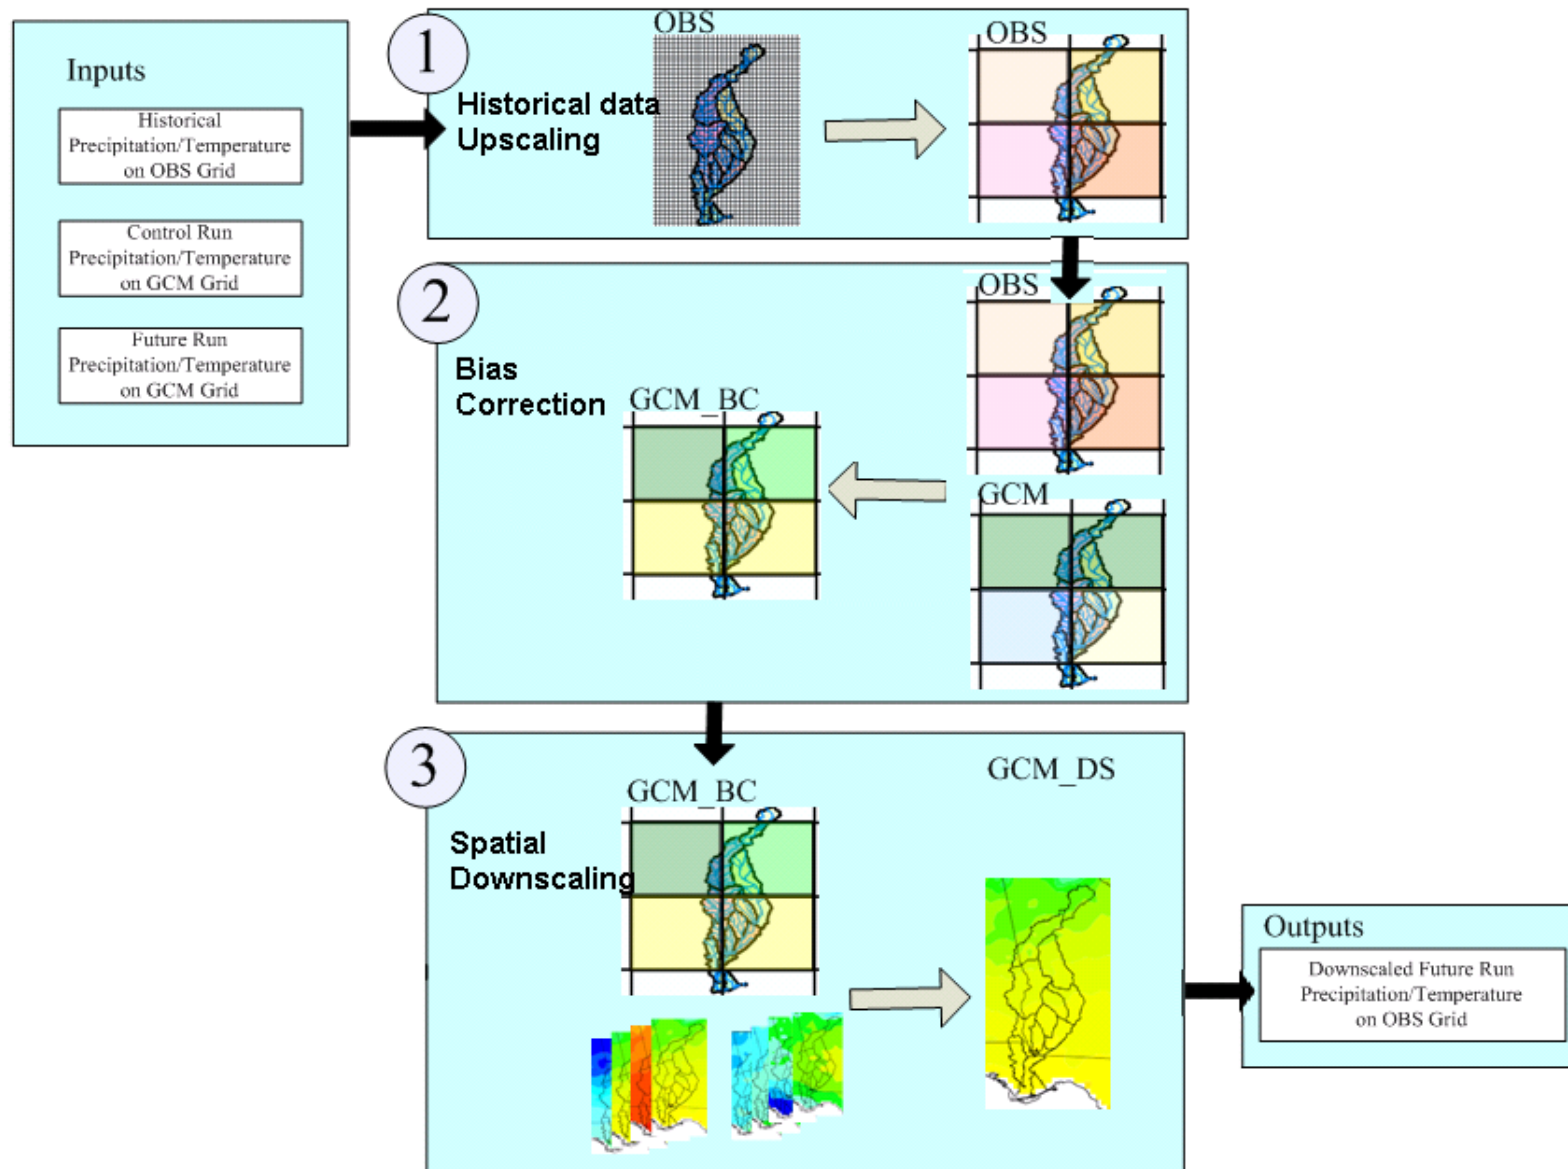 Inputs
Historical
Precipitation/Temperature
on OBS Grid
Control Run
Precipitation/Temperature
on GCM Grid
Future Run
Precipitation/Temperature
on GCM Grid
1
Historical data
Upscaling
OBS
OBS
2
Bias
Correction
OBS
GCM_BC
GCM
3
Spatial
Downscaling
GCM_BC
GCM_DS
Outputs
Downscaled Future Run
Precipitation/Temperature
on OBS Grid